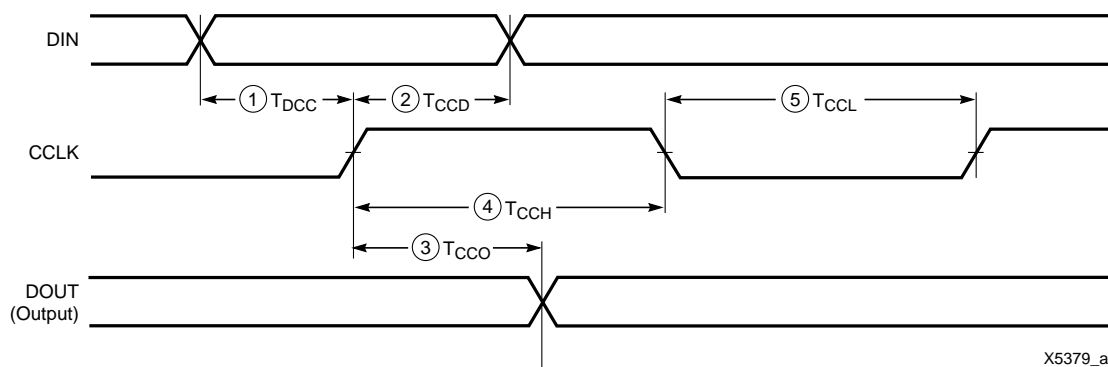 DIN
① TDCC
② TCCD
⑤ TCCL
CCLK
④ TCCH
③ TCCO
DOUT
(Output)
X5379_a